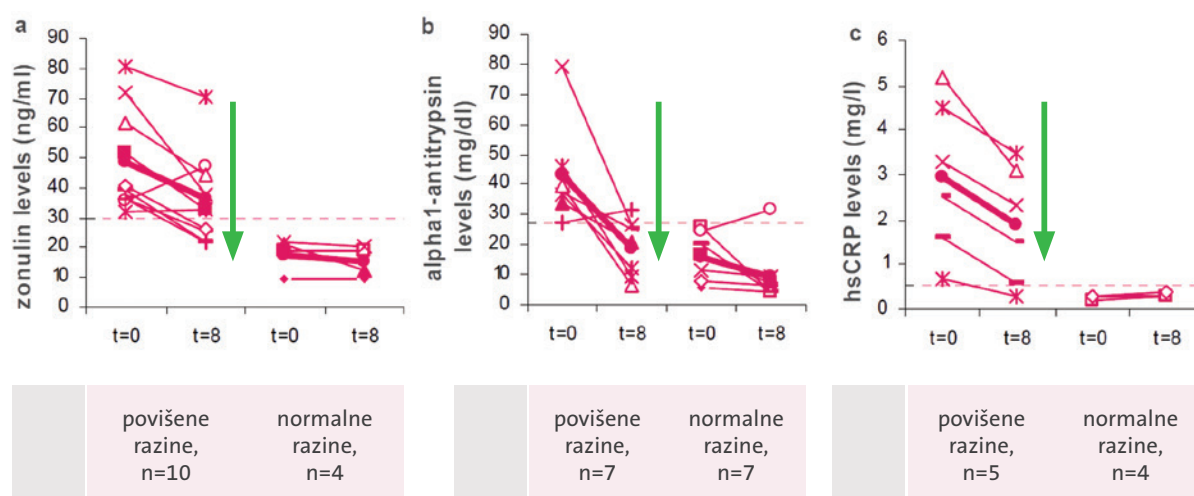 a
zonulin levels (ng/ml)
90
80
70
60
50
40
30
20
10
0
t=0 t=8 t=0 t=8
povišene razine, n=10
normalne razine, n=4
b
alpha1-antitrypsin
levels (mg/dl)
90
80
70
60
50
40
30
20
10
0
t=0 t=8 t=0 t=8
povišene razine, n=7
normalne razine, n=7
c
hsCRP levels (mg/l)
6
5
4
3
2
1
0
t=0 t=8 t=0 t=8
povišene razine, n=5
normalne razine, n=4